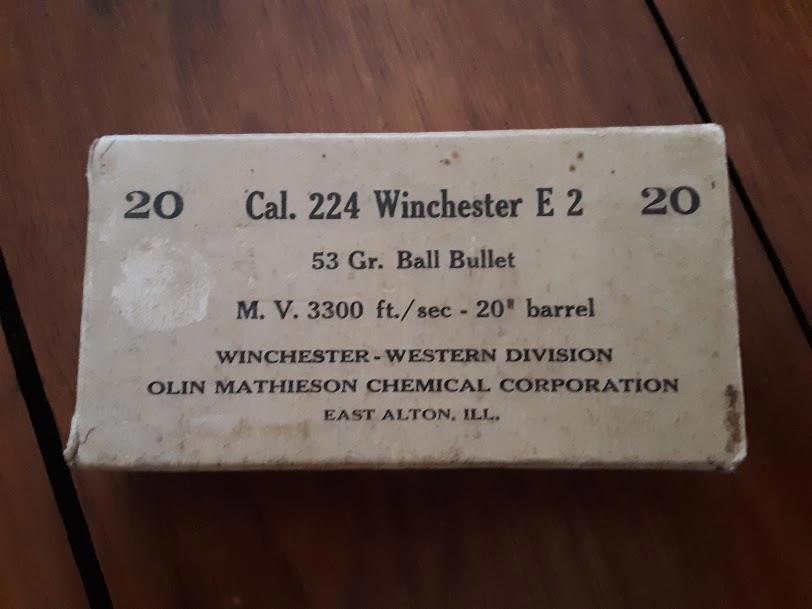 20 Cal. 224 Winchester E 2 20
53 Gr. Ball Bullet
M. V. 3300 ft./sec - 20" barrel
WINCHESTER-WESTERN DIVISION
OLIN MATHIESON CHEMICAL CORPORATION
EAST ALTON, ILL.